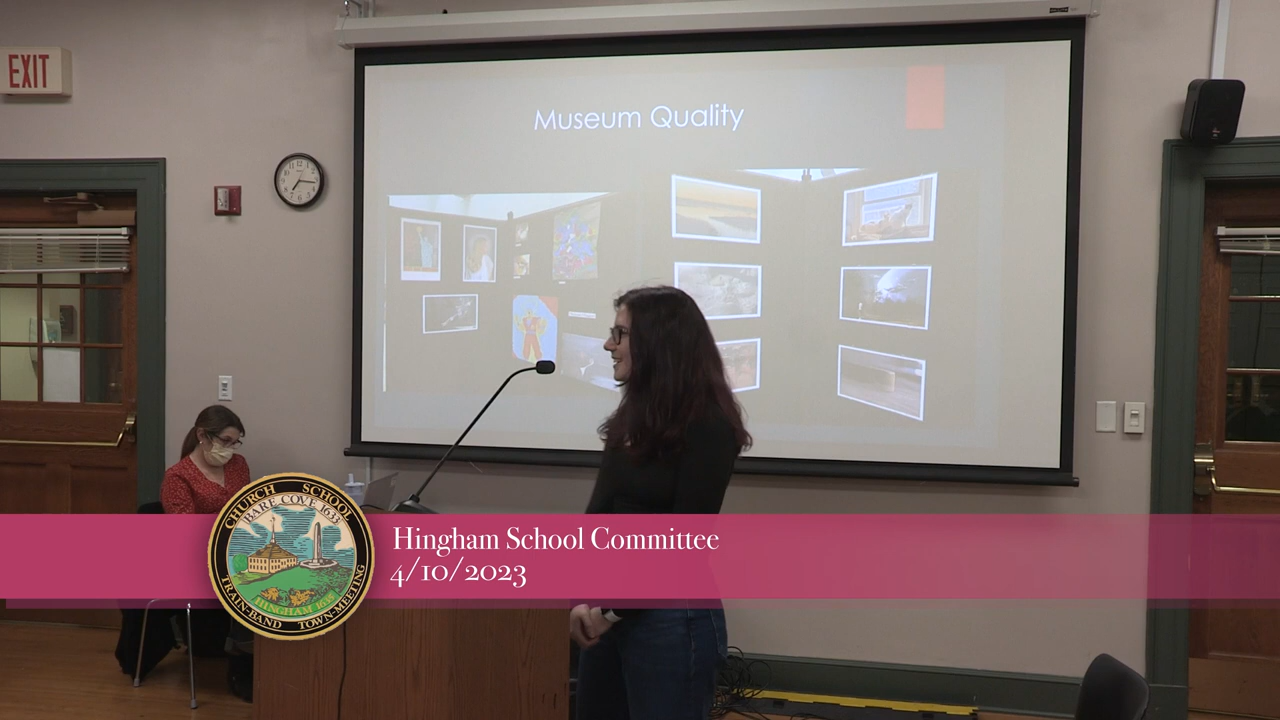 EXIT
Museum Quality
CHURCH SCHOOL
BARE COVE 1633
HINGHAM 1635
TRAIN-BAND TOWN-MEETING
Hingham School Committee
4/10/2023